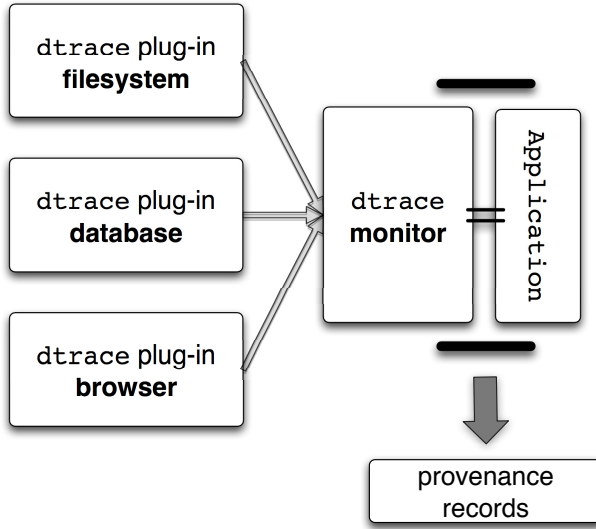 dtrace plug-in
filesystem
dtrace plug-in
database
dtrace plug-in
browser
dtrace
monitor
Application
provenance
records